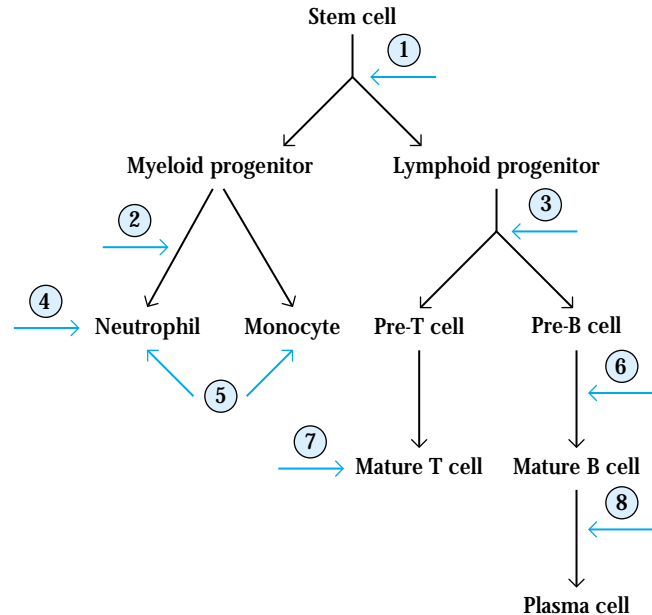 Stem cell
1
Myeloid progenitor Lymphoid progenitor
2 3
4
Neutrophil Monocyte Pre-T cell Pre-B cell
5 6
7
Mature T cell Mature B cell
8
Plasma cell